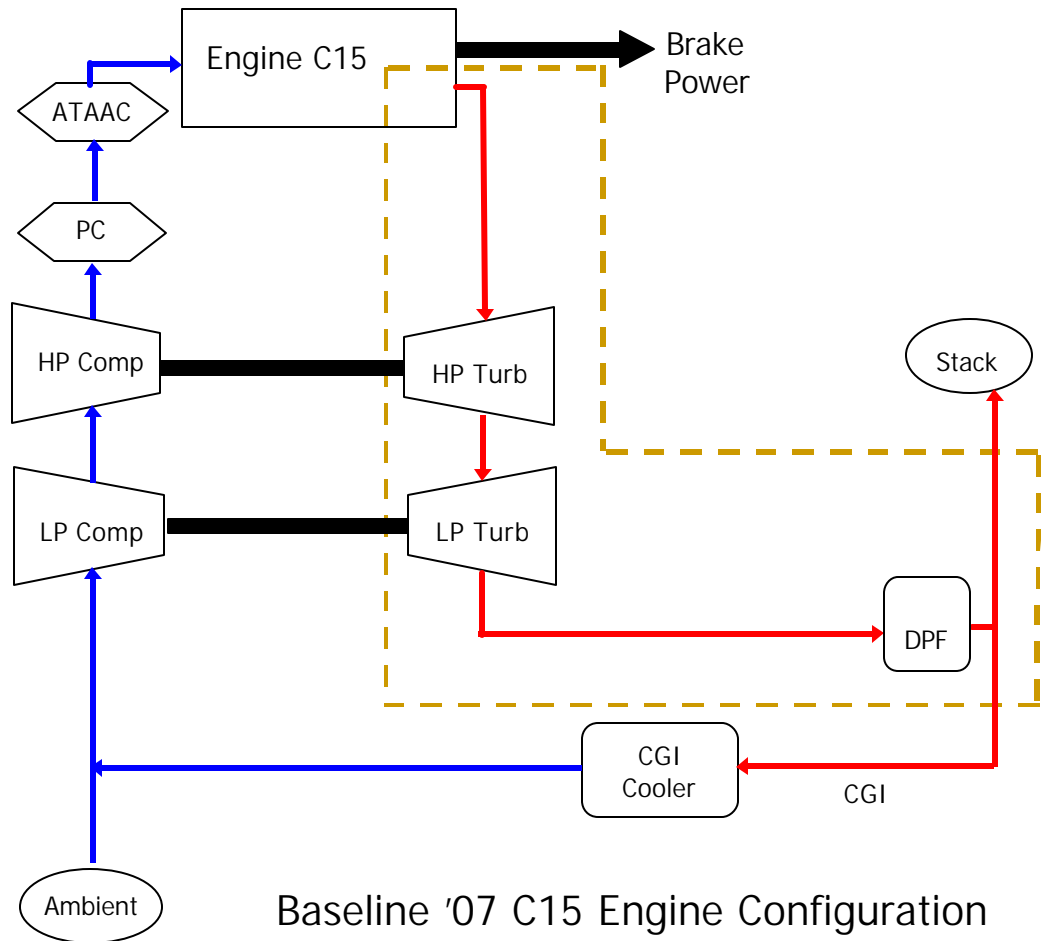 Engine C15
Brake
Power
ATAAC
PC
HP Comp
HP Turb
Stack
LP Comp
LP Turb
DPF
CGI
Cooler
CGI
Ambient
Baseline '07 C15 Engine Configuration